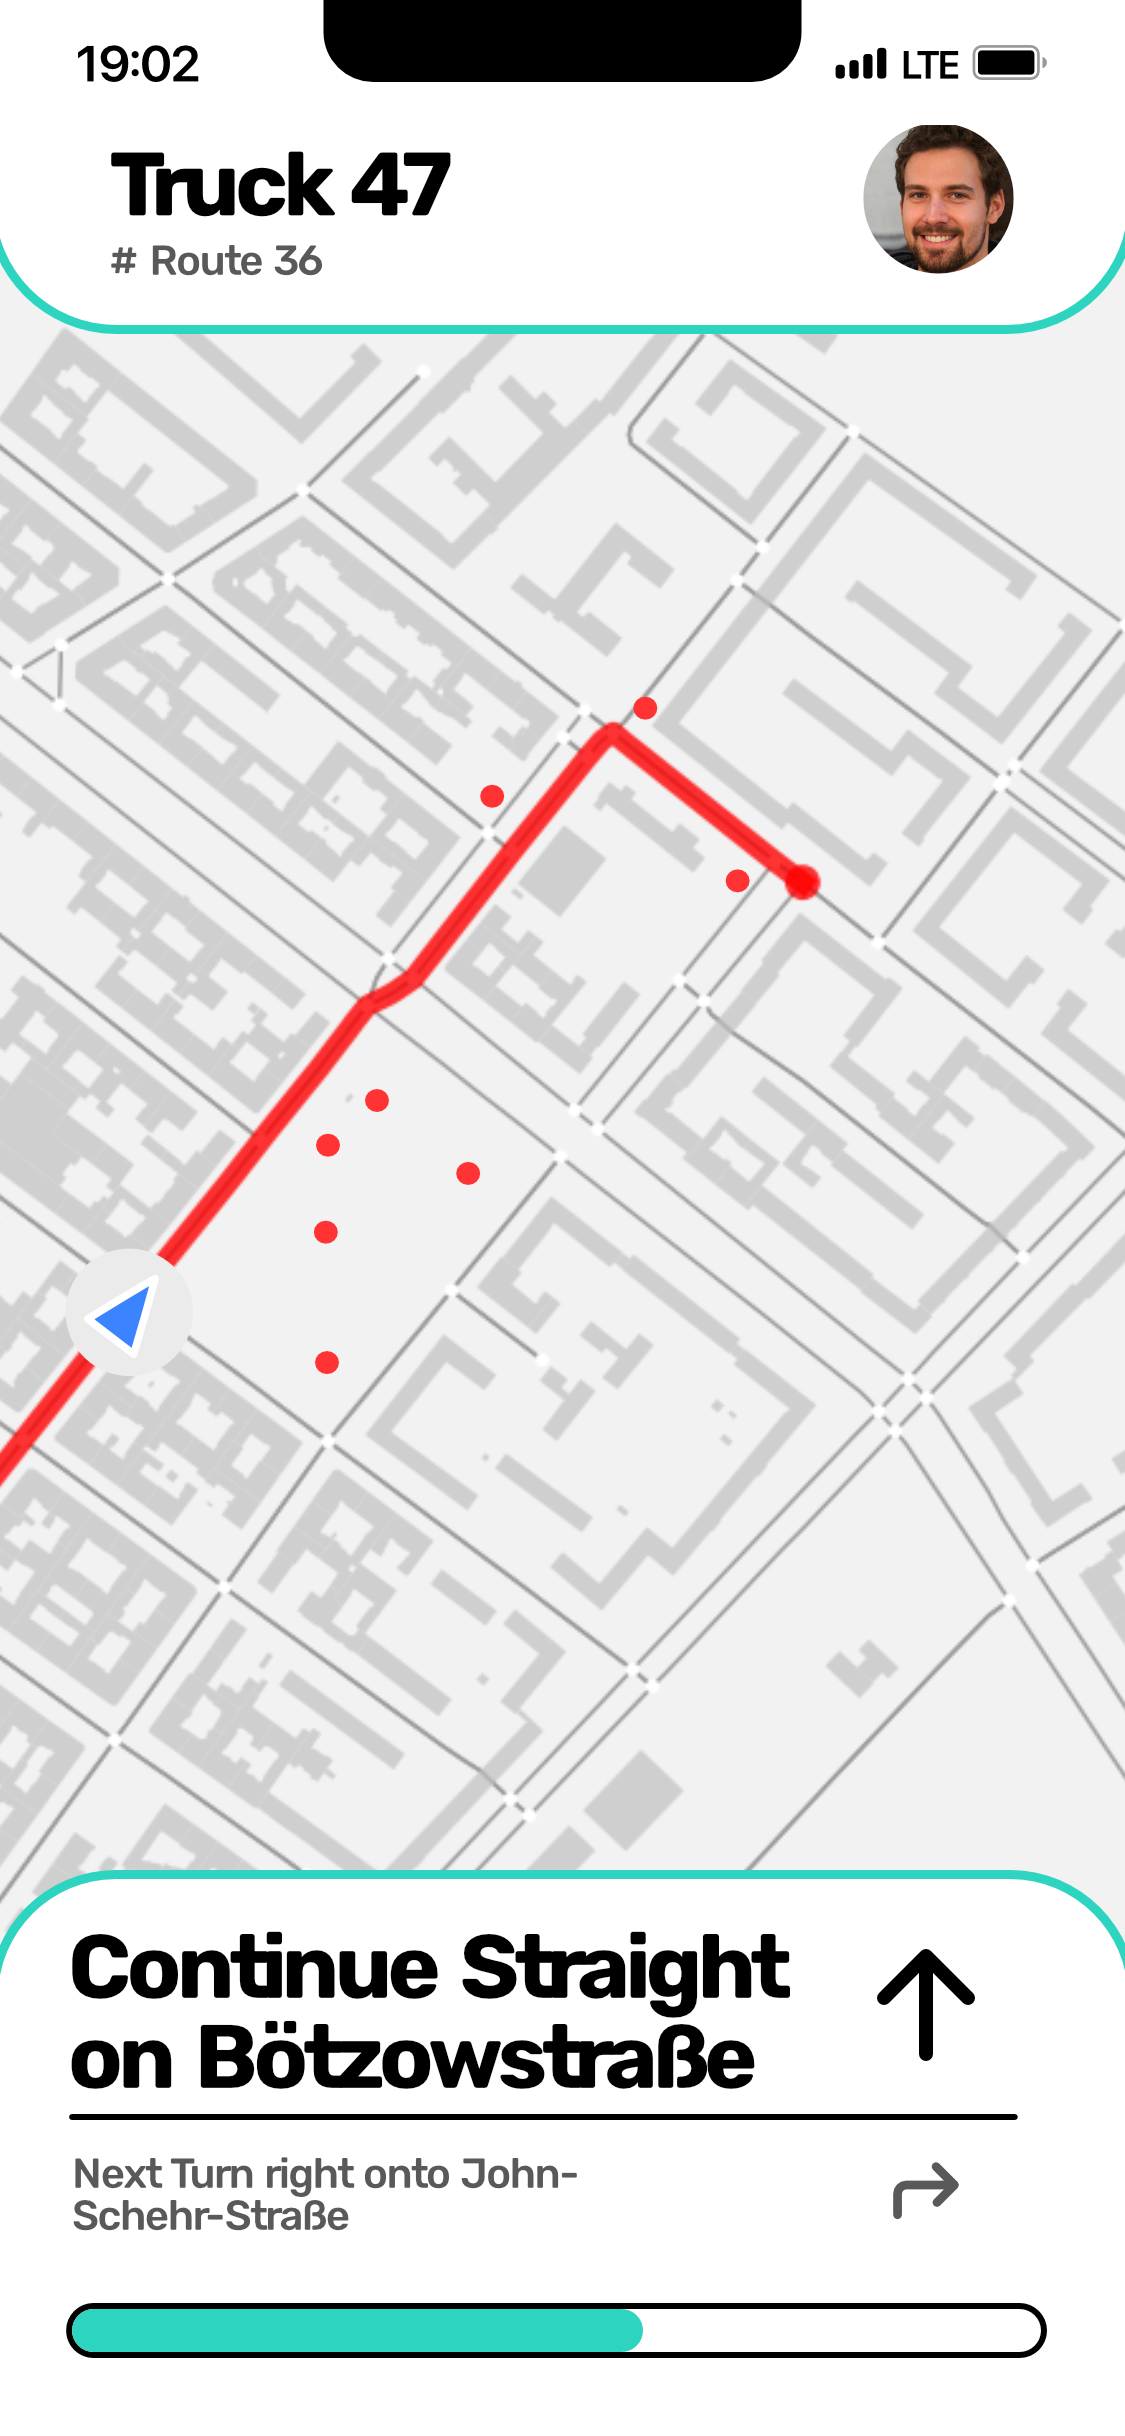 19:02
LTE
Truck 47
# Route 36
Continue Straight
on Bötzowstraße
Next Turn right onto John-
Schehr-Straße